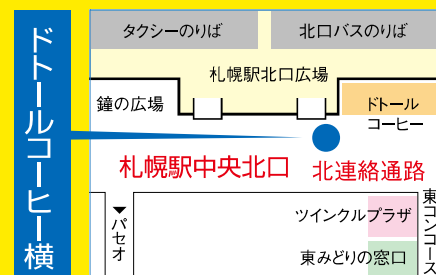 ドトールコーヒー横
タクシーのりば
北口バスのりば
札幌駅北口広場
鐘の広場
ドトール
コーヒー
札幌駅中央北口
北連絡通路
▼パセオ
ツインクルプラザ
東みどりの窓口
東コンコース